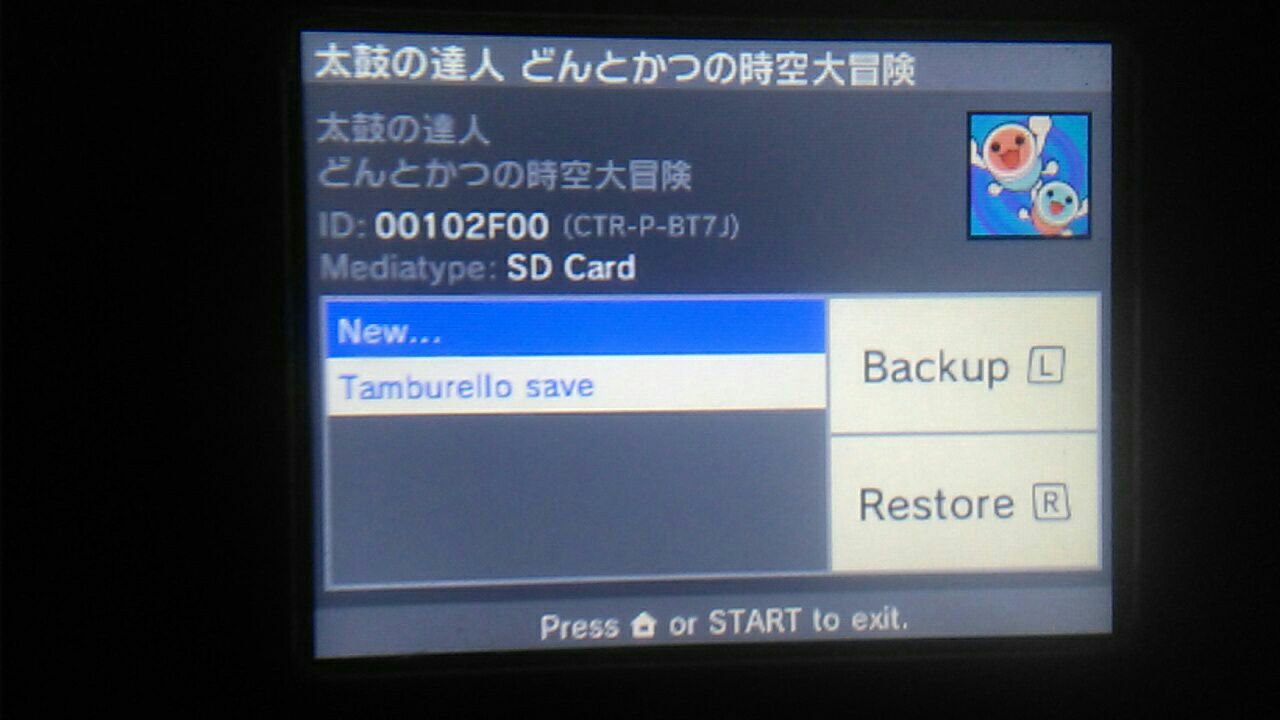 太鼓の達人 どんとかつの時空大冒険
太鼓の達人
どんとかつの時空大冒険
ID: 00102F00 (CTR-P-BT7J)
Mediatype: SD Card
New...
Tamburello save
Backup L
Restore R
Press or START to exit.